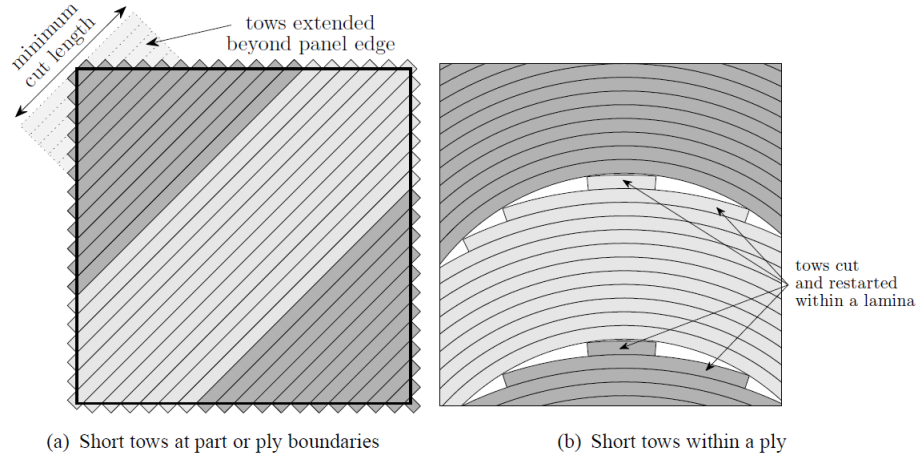 minimum
cut length
tows extended
beyond panel edge
tows cut
and restarted
within a lamina
(a) Short tows at part or ply boundaries
(b) Short tows within a ply